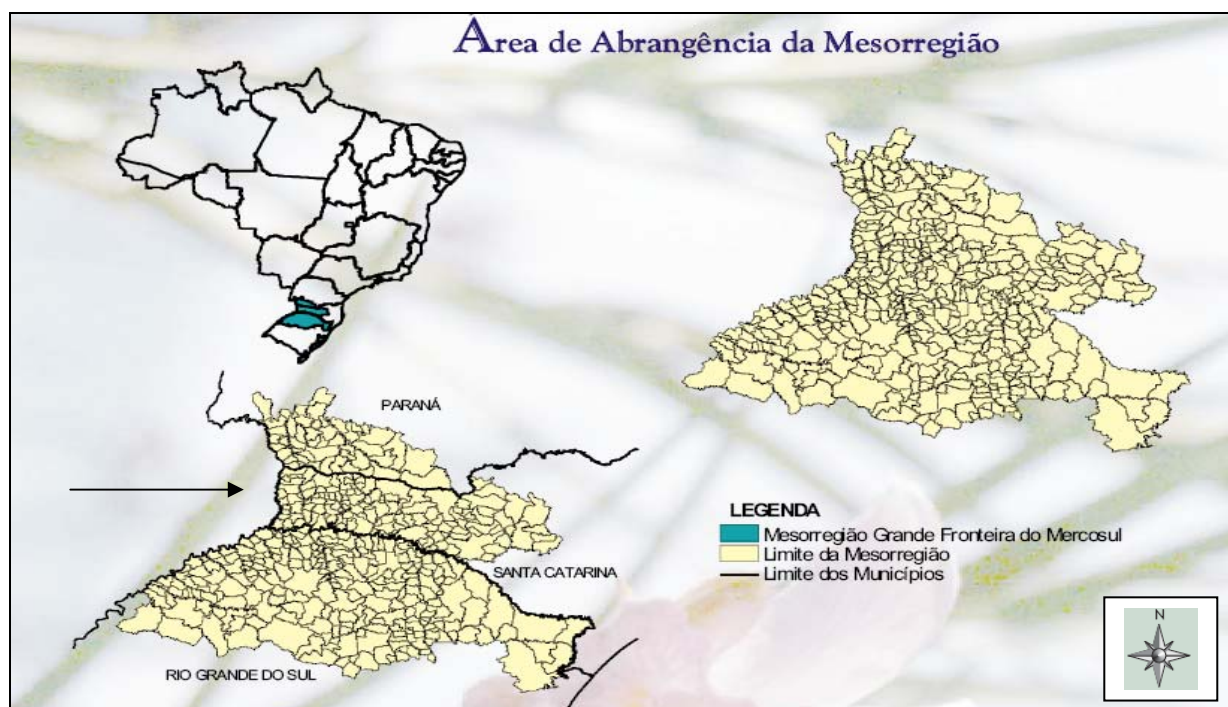 Área de Abrangência da Mesorregião
PARANÁ
SANTA CATARINA
RIO GRANDE DO SUL
LEGENDA
Mesorregião Grande Fronteira do Mercosul
Limite da Mesorregião
Limite dos Municípios
N